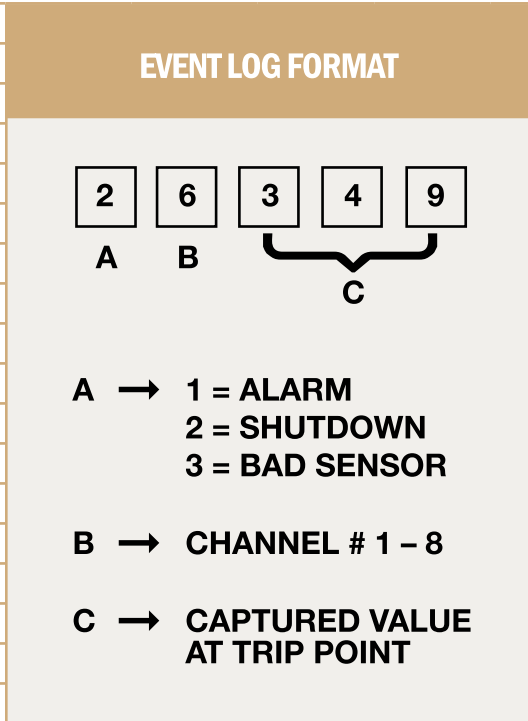 EVENT LOG FORMAT
2 6 3 4 9
A B
C
A → 1 = ALARM
2 = SHUTDOWN
3 = BAD SENSOR
B → CHANNEL # 1 – 8
C → CAPTURED VALUE
AT TRIP POINT